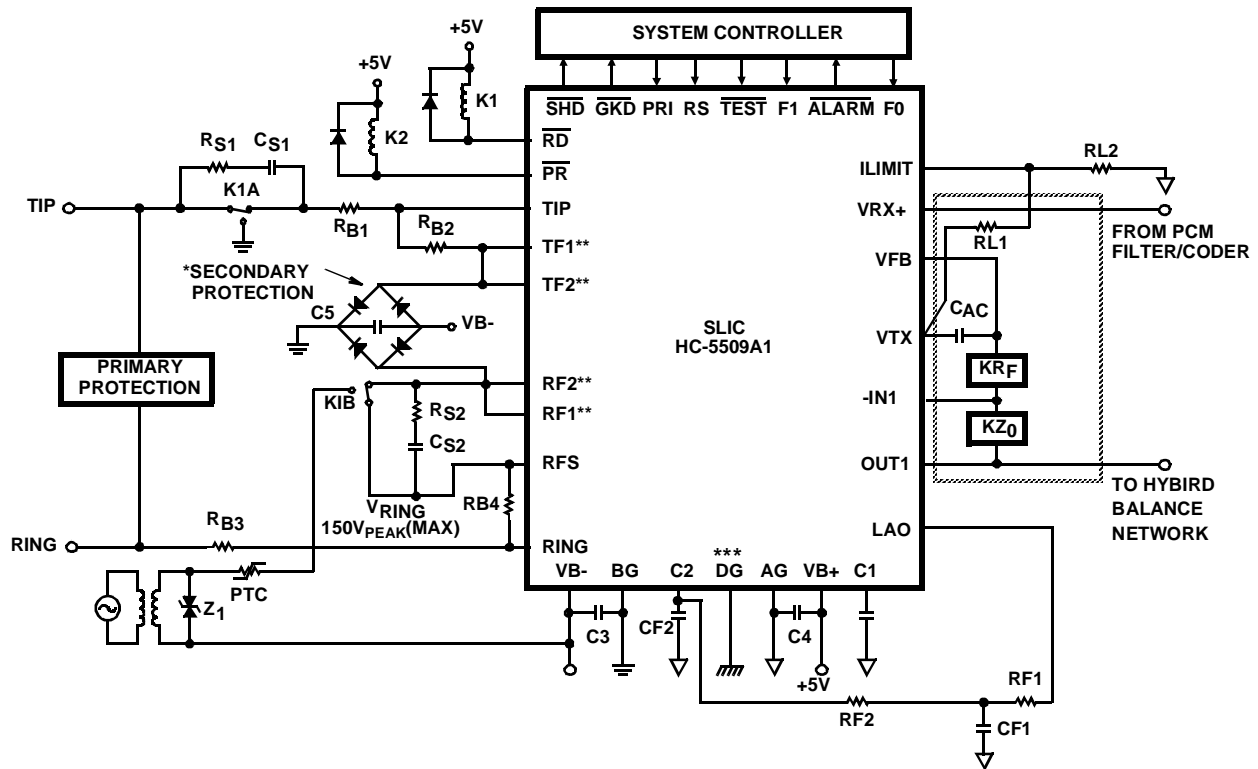 SYSTEM CONTROLLER
+5V
+5V
K1
K2
SHD GKD PRI RS TEST F1 ALARM F0
RD
PR
RS1 CS1
K1A
TIP
RB1
RB2
TIP
TF1**
TF2**
*SECONDARY
PROTECTION
C5
VB-
PRIMARY
PROTECTION
KIB
RF2**
RF1**
RS2
CS2
RFS
VRING
150VPEAK(MAX)
RB4
RB3
RING
RING
PTC
Z1
SLIC
HC-5509A1
ILIMIT
RL2
VRX+
FROM PCM
FILTER/CODER
RL1
VFB
CAC
VTX
KRF
-IN1
KZ0
OUT1
TO HYBIRD
BALANCE
NETWORK
LAO
***
VB- BG C2 DG AG VB+ C1
C3
CF2
C4
+5V
RF2
RF1
CF1